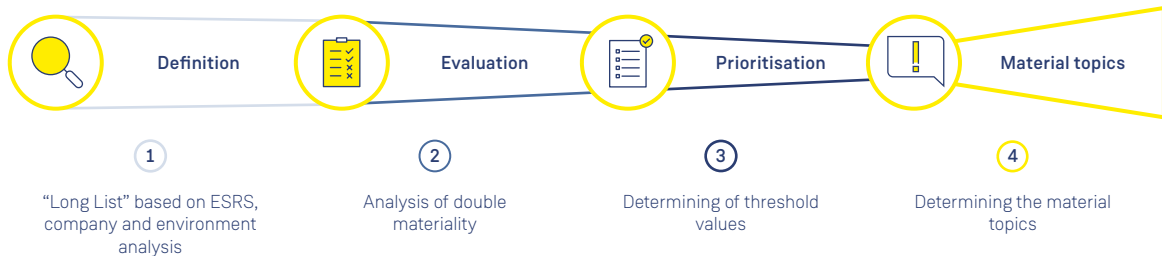 Definition
Evaluation
Prioritisation
Material topics
1
2
3
4
“Long List” based on ESRS,
company and environment
analysis
Analysis of double
materiality
Determining of threshold
values
Determining the material
topics